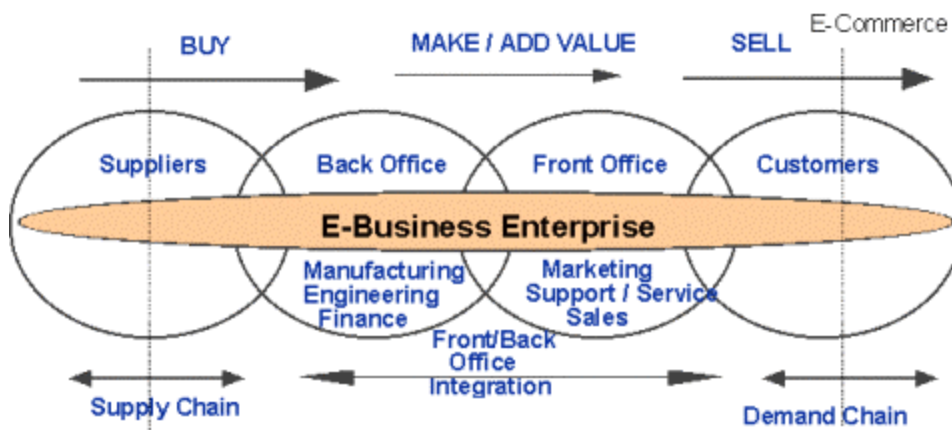 E-Commerce
BUY
MAKE / ADD VALUE
SELL
Suppliers
Back Office
Front Office
Customers
E-Business Enterprise
Manufacturing
Engineering
Finance
Marketing
Support / Service
Sales
Front/Back
Office
Integration
Supply Chain
Demand Chain